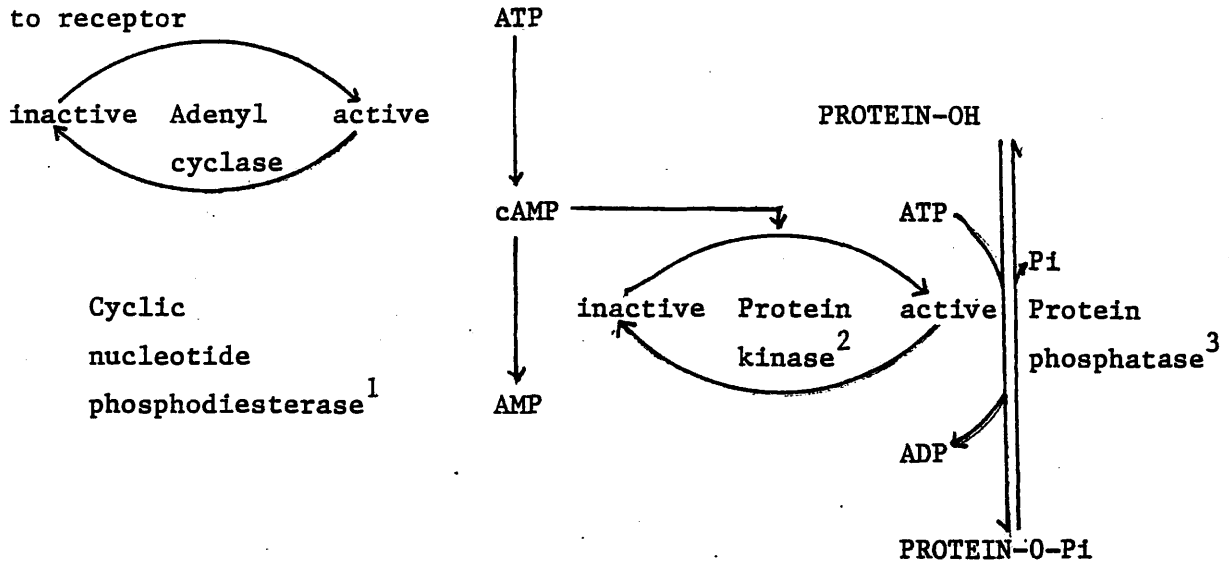 to receptor
ATP
inactive Adenyl active
cyclase
PROTEIN-OH
cAMP
ATP
Pi
Cyclic
nucleotide
phosphodiesterase1
inactive Protein active
kinase2
Protein
phosphatase3
AMP
ADP
PROTEIN-O-Pi